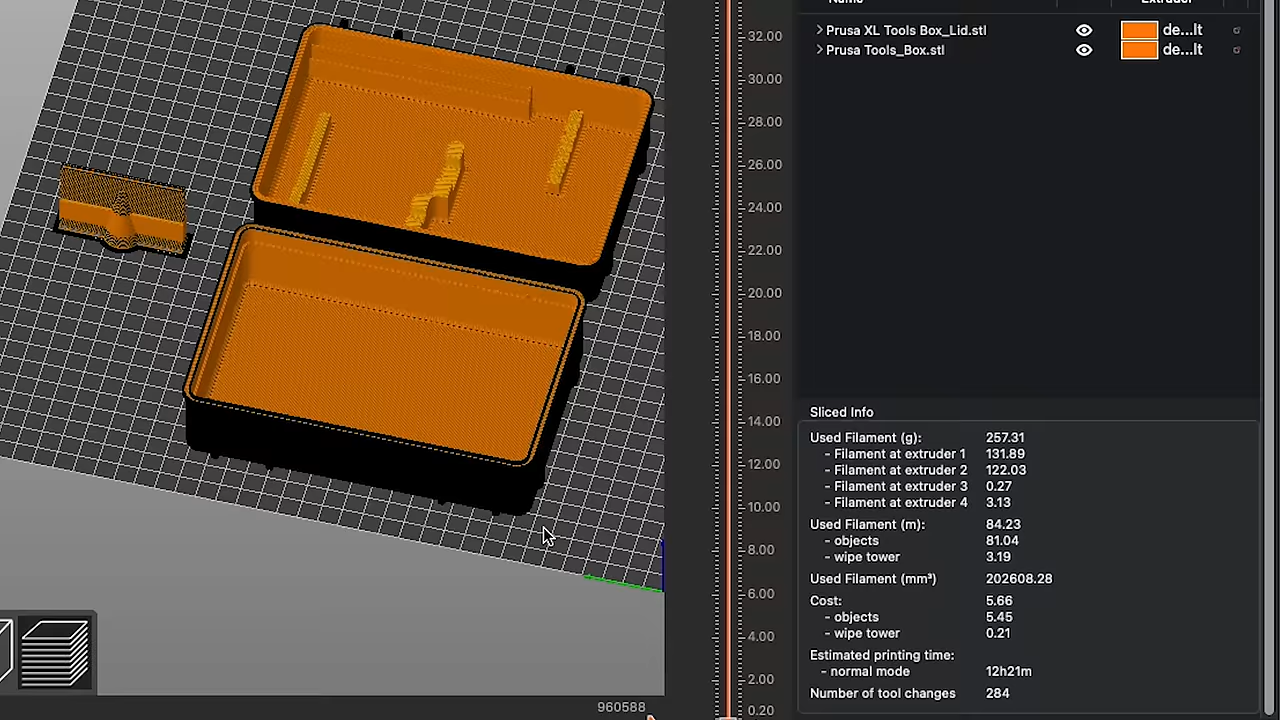 Prusa XL Tools Box_Lid.stl de...lt
Prusa Tools_Box.stl de...lt
32.00
30.00
28.00
26.00
24.00
22.00
20.00
18.00
16.00
14.00
12.00
10.00
8.00
6.00
4.00
2.00
0.20
Sliced Info
Used Filament (g): 257.31
- Filament at extruder 1 131.89
- Filament at extruder 2 122.03
- Filament at extruder 3 0.27
- Filament at extruder 4 3.13
Used Filament (m): 84.23
- objects 81.04
- wipe tower 3.19
Used Filament (mm³) 202608.28
Cost: 5.66
- objects 5.45
- wipe tower 0.21
Estimated printing time:
- normal mode 12h21m
Number of tool changes 284
960588